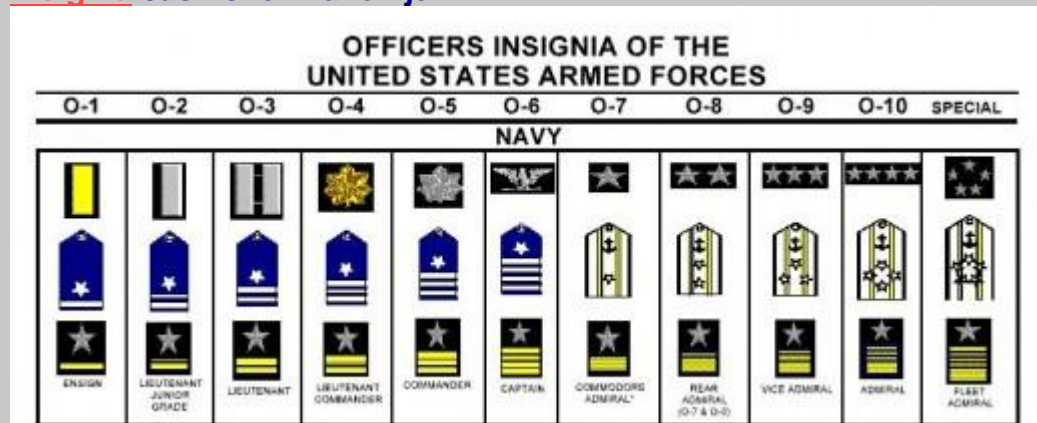 OFFICERS INSIGNIA OF THE
UNITED STATES ARMED FORCES
O-1 O-2 O-3 O-4 O-5 O-6 O-7 O-8 O-9 O-10 SPECIAL
NAVY
ENSIGN
LIEUTENANT
JUNIOR
GRADE
LIEUTENANT
LIEUTENANT
COMMANDER
COMMANDER
CAPTAIN
COMMODORS
ADMIRAL*
REAR
ADMIRAL
(O-7 & O-8)
VICE ADMIRAL
ADMIRAL
FLEET
ADMIRAL